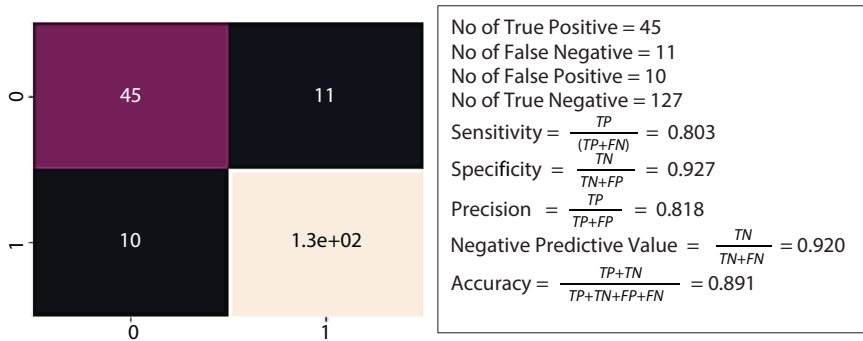 0
45
11
1
10
1.3e+02
0
1
No of True Positive = 45
No of False Negative = 11
No of False Positive = 10
No of True Negative = 127
Sensitivity = TP / (TP+FN) = 0.803
Specificity = TN / TN+FP = 0.927
Precision = TP / TP+FP = 0.818
Negative Predictive Value = TN / TN+FN = 0.920
Accuracy = TP+TN / TP+TN+FP+FN = 0.891